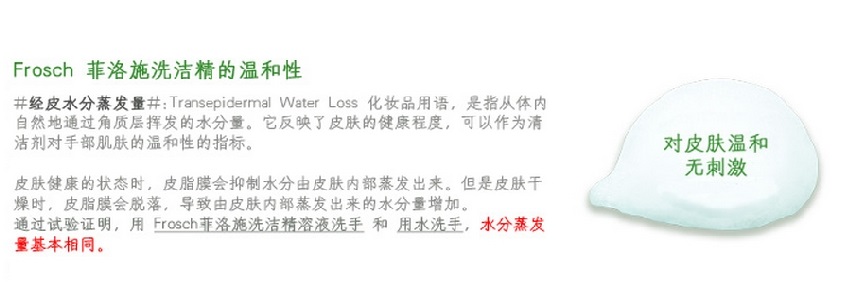 Frosch 菲洛施洗洁精的温和性
#经皮水分蒸发量#:Transepidermal Water Loss 化妆品用语，是指从体内
自然地通过角质层挥发的水分量。它反映了皮肤的健康程度，可以作为清
洁剂对手部肌肤的温和性的指标。
皮肤健康的状态时，皮脂膜会抑制水分由皮肤内部蒸发出来。但是皮肤干
燥时，皮脂膜会脱落，导致由皮肤内部蒸发出来的水分量增加。
通过试验证明，用 Frosch菲洛施洗洁精溶液洗手 和 用水洗手，水分蒸发
量基本相同。
对皮肤温和
无刺激